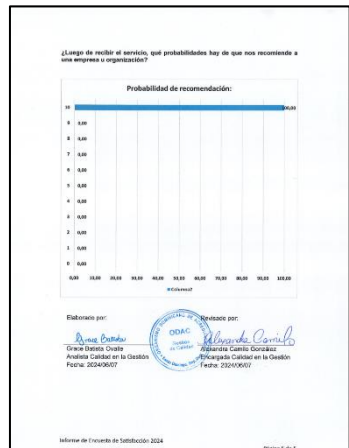 ¿Luego de recibir el servicio, qué probabilidades hay de que nos recomiende a
una empresa u organización?
Probabilidad de recomendación:
10 100,00
9 0,00
8 0,00
7 0,00
6 0,00
5 0,00
4 0,00
3 0,00
2 0,00
1 0,00
0 0,00
0,00 10,00 20,00 30,00 40,00 50,00 60,00 70,00 80,00 90,00 100,00
Columna2
Elaborado por: Revisado por:
Grace Batista Alexandra Camilo
ODAC
Grace Batista Ovalle Alexandra Camilo González
Analista Calidad en la Gestión Encargada Calidad en la Gestión
Fecha: 2024/06/07 Fecha: 2024/06/07
Informe de Encuesta de Satisfacción 2024